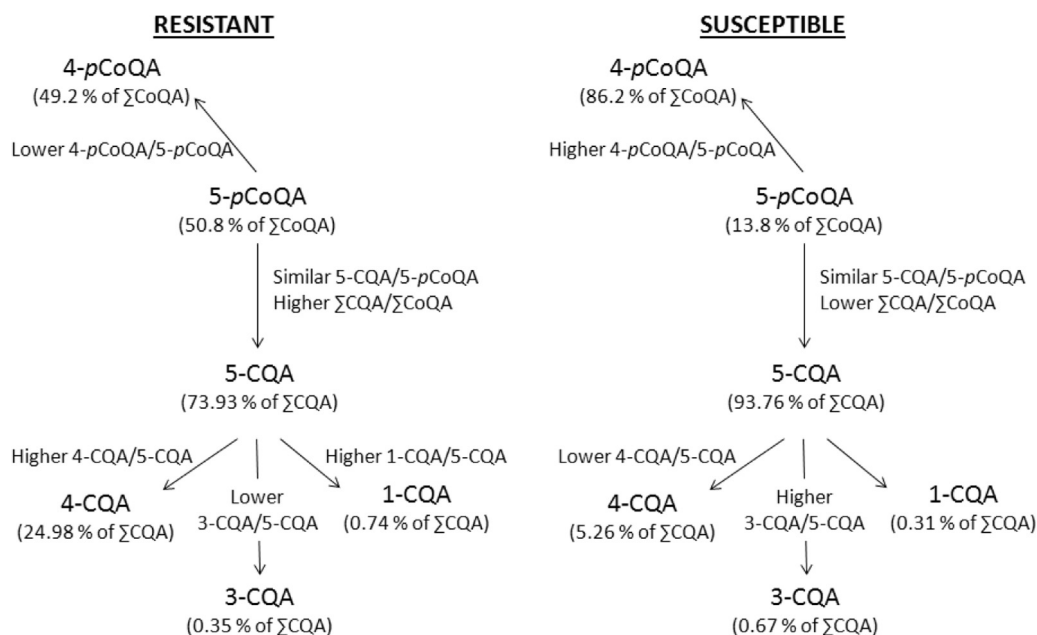 RESISTANT
4-pCoQA
(49.2 % of ∑CoQA)
Lower 4-pCoQA/5-pCoQA
5-pCoQA
(50.8 % of ∑CoQA)
Similar 5-CQA/5-pCoQA
Higher ∑CQA/∑CoQA
5-CQA
(73.93 % of ∑CQA)
Higher 4-CQA/5-CQA
Higher 1-CQA/5-CQA
4-CQA
(24.98 % of ∑CQA)
Lower
3-CQA/5-CQA
1-CQA
(0.74 % of ∑CQA)
3-CQA
(0.35 % of ∑CQA)
SUSCEPTIBLE
4-pCoQA
(86.2 % of ∑CoQA)
Higher 4-pCoQA/5-pCoQA
5-pCoQA
(13.8 % of ∑CoQA)
Similar 5-CQA/5-pCoQA
Lower ∑CQA/∑CoQA
5-CQA
(93.76 % of ∑CQA)
Lower 4-CQA/5-CQA
4-CQA
(5.26 % of ∑CQA)
Higher
3-CQA/5-CQA
1-CQA
(0.31 % of ∑CQA)
3-CQA
(0.67 % of ∑CQA)